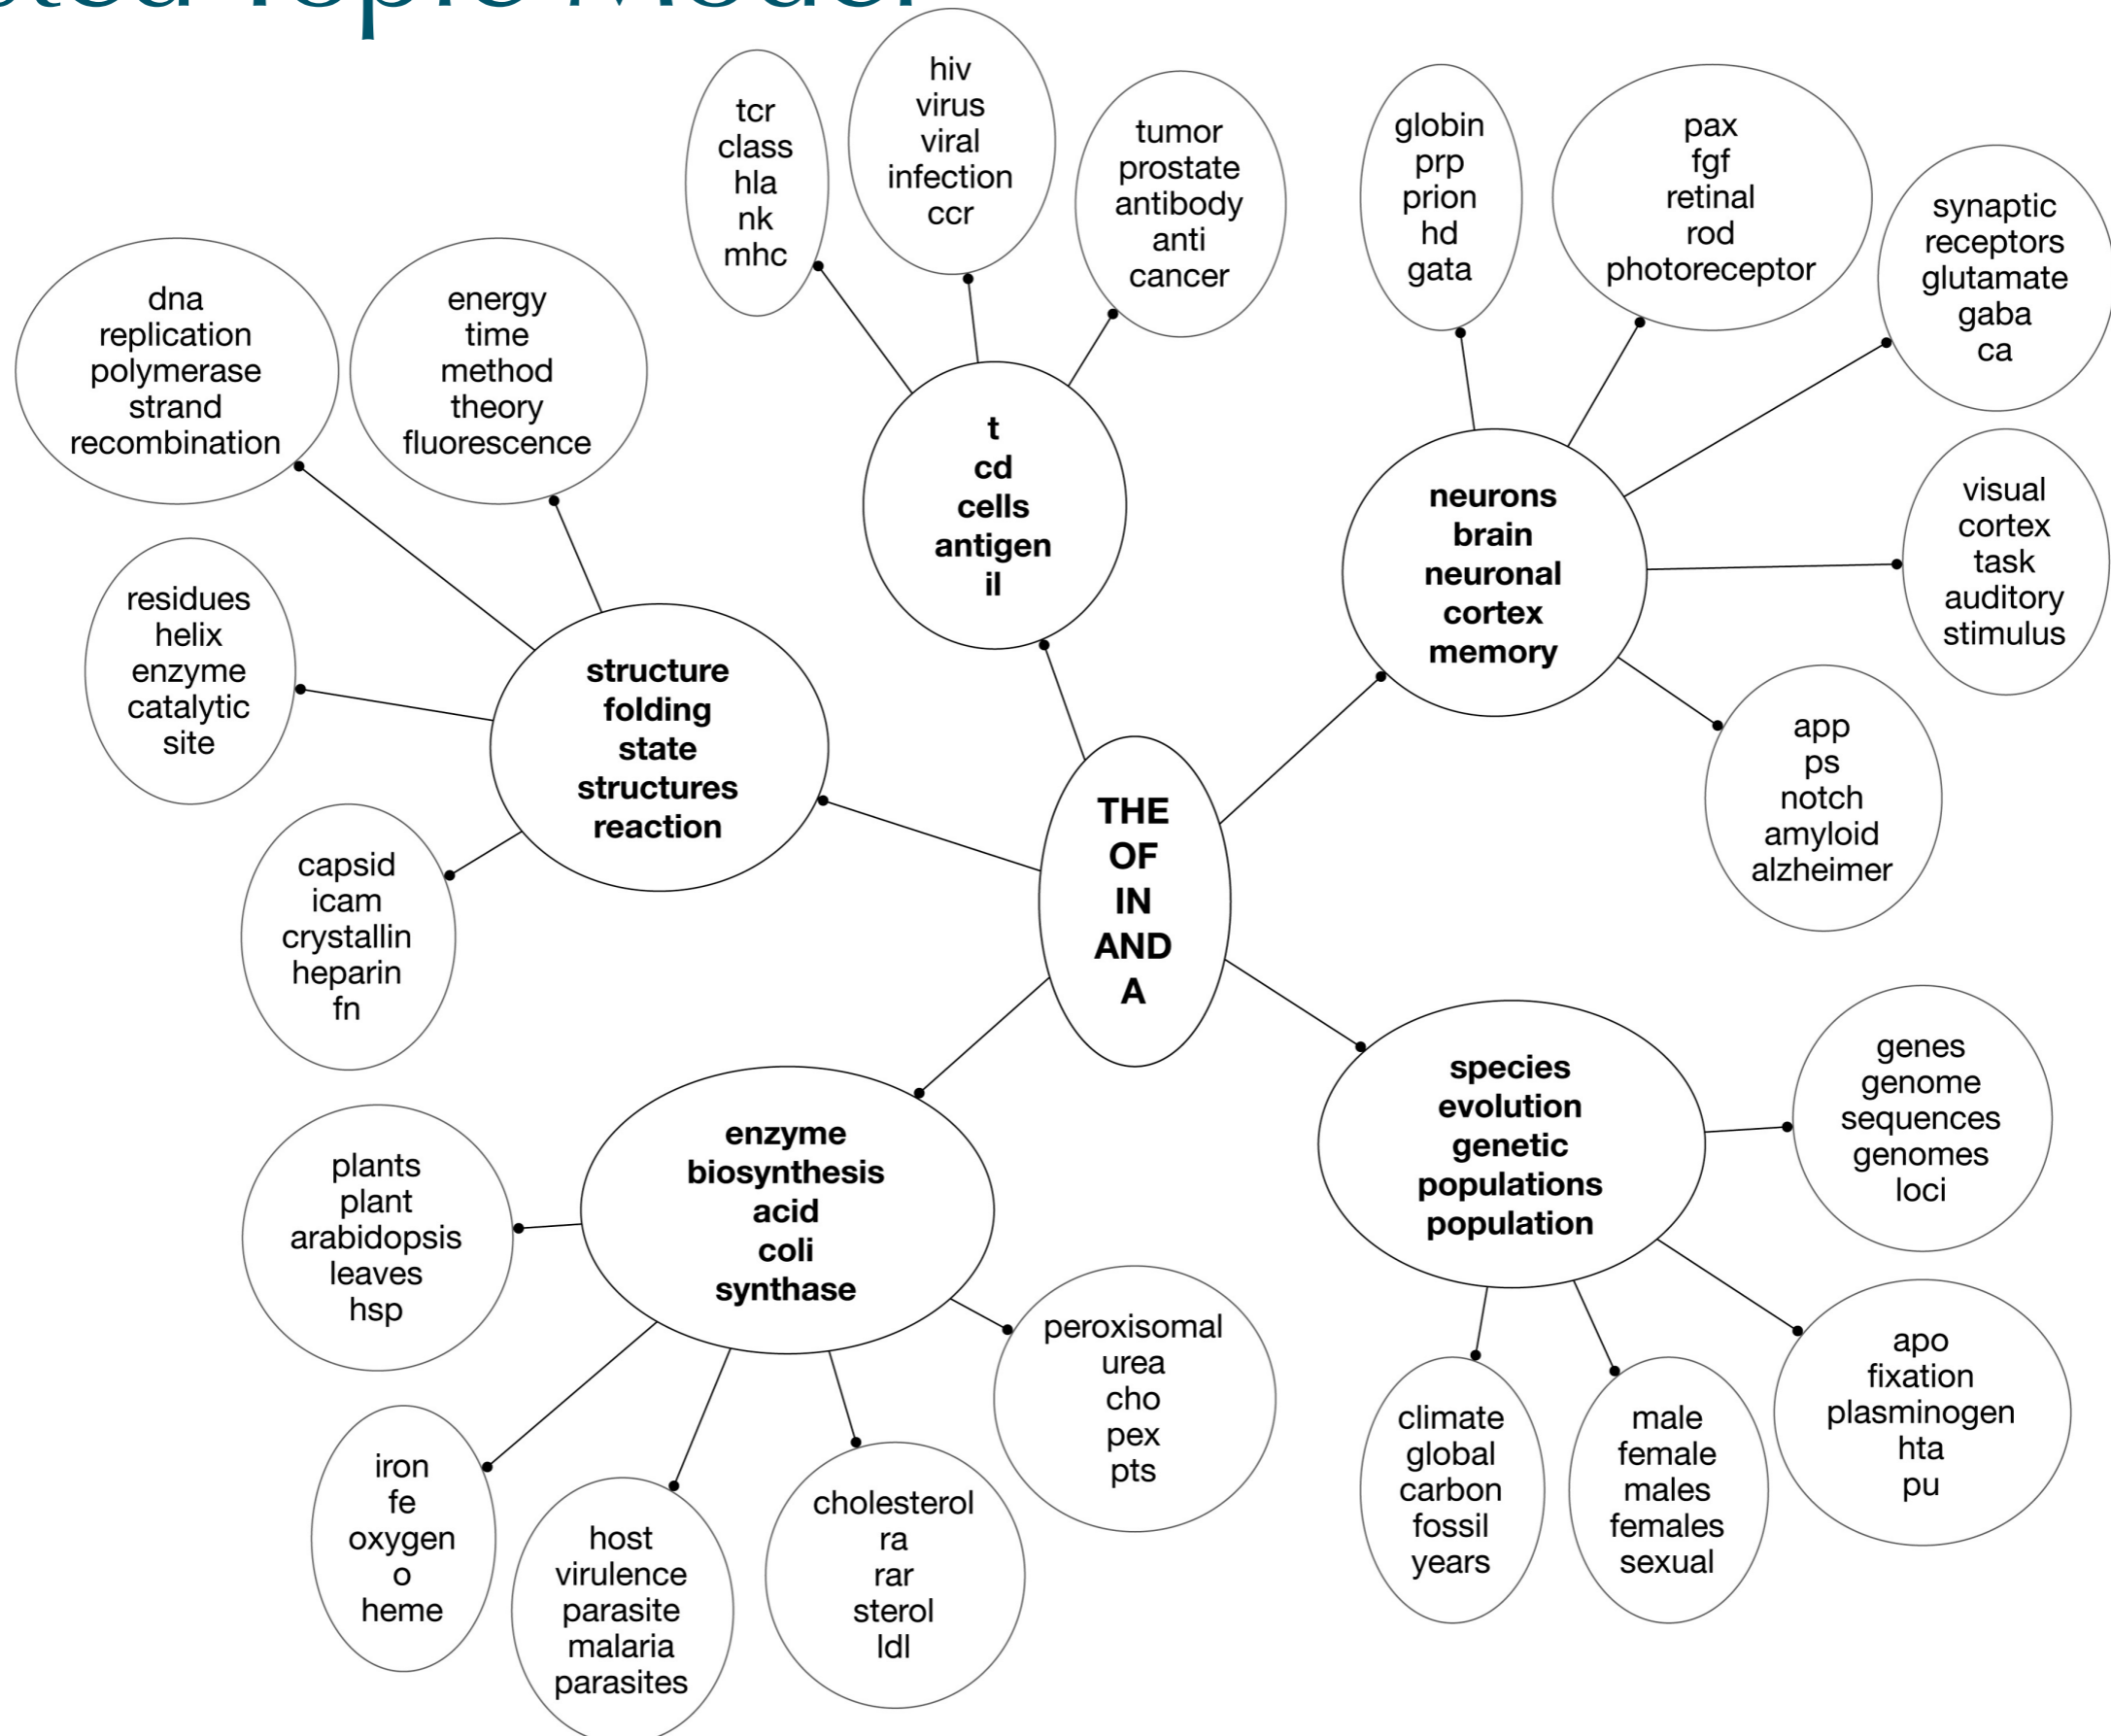 Topic Model
tcr
class
hla
nk
mhc
hiv
virus
viral
infection
ccr
tumor
prostate
antibody
anti
cancer
globin
prp
prion
hd
gata
pax
fgf
retinal
rod
photoreceptor
synaptic
receptors
glutamate
gaba
ca
dna
replication
polymerase
strand
recombination
energy
time
method
theory
fluorescence
t
cd
cells
antigen
il
neurons
brain
neuronal
cortex
memory
visual
cortex
task
auditory
stimulus
residues
helix
enzyme
catalytic
site
structure
folding
state
structures
reaction
app
ps
notch
amyloid
alzheimer
capsid
icam
crystallin
heparin
fn
THE
OF
IN
AND
A
species
evolution
genetic
populations
population
genes
genome
sequences
genomes
loci
plants
plant
arabidopsis
leaves
hsp
enzyme
biosynthesis
acid
coli
synthase
peroxisomal
urea
cho
pex
pts
apo
fixation
plasminogen
hta
pu
climate
global
carbon
fossil
years
male
female
males
females
sexual
iron
fe
oxygen
o
heme
host
virulence
parasite
malaria
parasites
cholesterol
ra
rar
sterol
ldl